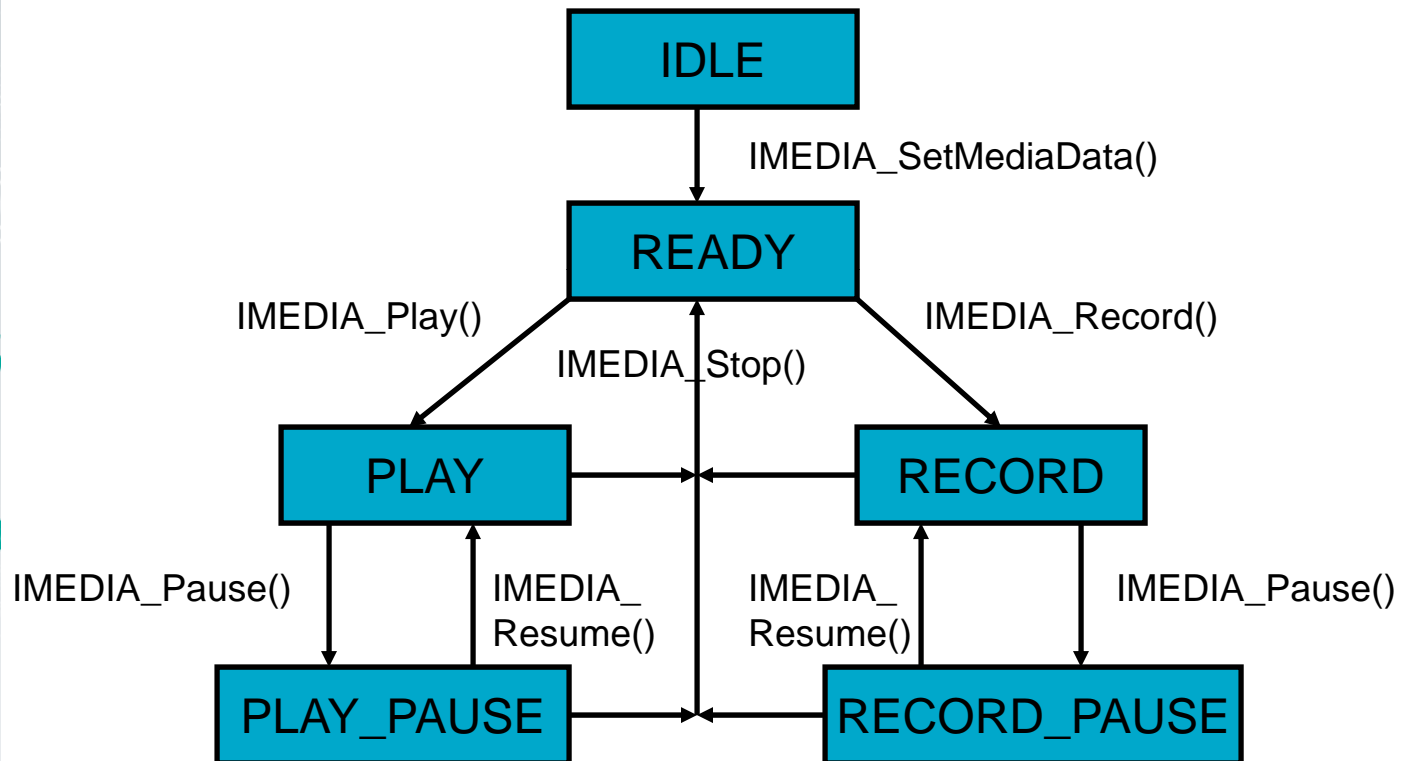 IDLE
IMEDIA_SetMediaData()
READY
IMEDIA_Play()
IMEDIA_Record()
IMEDIA_Stop()
PLAY
RECORD
IMEDIA_Pause()
IMEDIA_
Resume()
IMEDIA_
Resume()
IMEDIA_Pause()
PLAY_PAUSE
RECORD_PAUSE